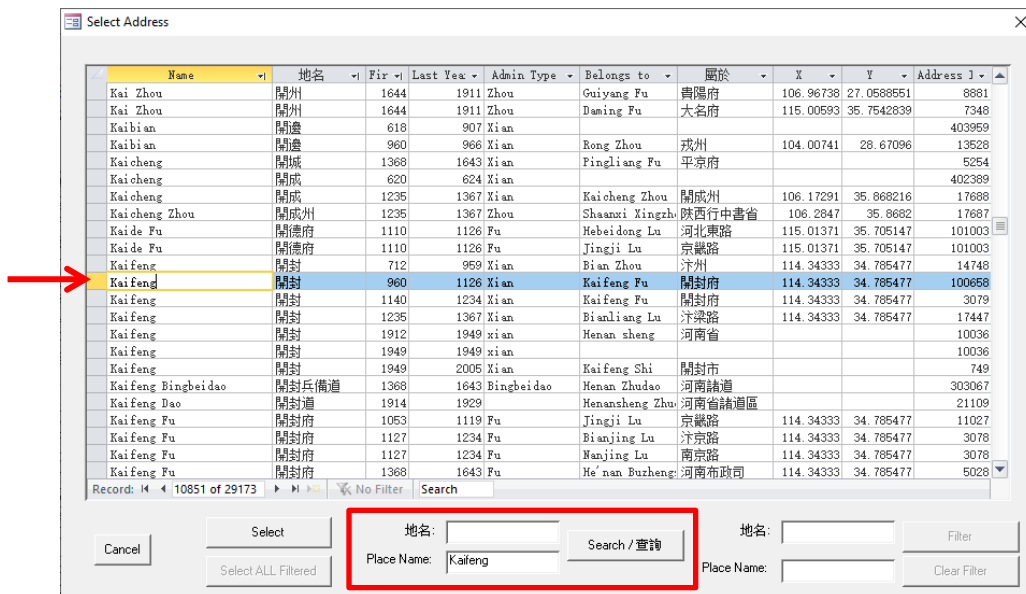 Select Address
Name 地名 Fir Last Yea Admin Type Belongs to 屬於 X Y Address I
Kai Zhou 開州 1644 1911 Zhou Guiyang Fu 貴陽府 106.96738 27.0588551 8881
Kai Zhou 開州 1644 1911 Zhou Daming Fu 大名府 115.00593 35.7542839 7348
Kaibian 開邊 618 907 Xian 403959
Kaibian 開邊 960 966 Xian Rong Zhou 戎州 104.00741 28.67096 13528
Kaicheng 開城 1368 1643 Xian Pingliang Fu 平凉府 5254
Kaicheng 開成 620 624 Xian 402389
Kaicheng 開成 1235 1367 Xian Kaicheng Zhou 開成州 106.17291 35.868216 17688
Kaicheng Zhou 開成州 1235 1367 Zhou Shaanxi Xingzh 陝西行中書省 106.2847 35.8682 17687
Kaide Fu 開德府 1110 1126 Fu Hebeidong Lu 河北東路 115.01371 35.705147 101003
Kaide Fu 開德府 1110 1126 Fu Jingji Lu 京畿路 115.01371 35.705147 101003
Kaifeng 開封 712 959 Xian Bian Zhou 汴州 114.34333 34.785477 14748
Kaifeng 開封 960 1126 Xian Kaifeng Fu 開封府 114.34333 34.785477 100658
Kaifeng 開封 1140 1234 Xian Kaifeng Fu 開封府 114.34333 34.785477 3079
Kaifeng 開封 1235 1367 Xian Bianliang Lu 汴梁路 114.34333 34.785477 17447
Kaifeng 開封 1912 1949 xian Henan sheng 河南省 10036
Kaifeng 開封 1949 1949 xian 10036
Kaifeng 開封 1949 2005 Xian Kaifeng Shi 開封市 749
Kaifeng Bingbeidao 開封兵備道 1368 1643 Bingbeidao Henan Zhudao 河南諸道 303067
Kaifeng Dao 開封道 1914 1929 Henansheng Zhu 河南省諸道區 21109
Kaifeng Fu 開封府 1053 1119 Fu Jingji Lu 京畿路 114.34333 34.785477 11027
Kaifeng Fu 開封府 1127 1234 Fu Bianjing Lu 汴京路 114.34333 34.785477 3078
Kaifeng Fu 開封府 1127 1234 Fu Nanjing Lu 南京路 114.34333 34.785477 3078
Kaifeng Fu 開封府 1368 1643 Fu He'nan Buzheng 河南布政司 114.34333 34.785477 5028
Record: 10851 of 29173 No Filter Search
Cancel
Select
Select ALL Filtered
地名:
Place Name: Kaifeng
Search / 查詢
地名:
Place Name:
Filter
Clear Filter